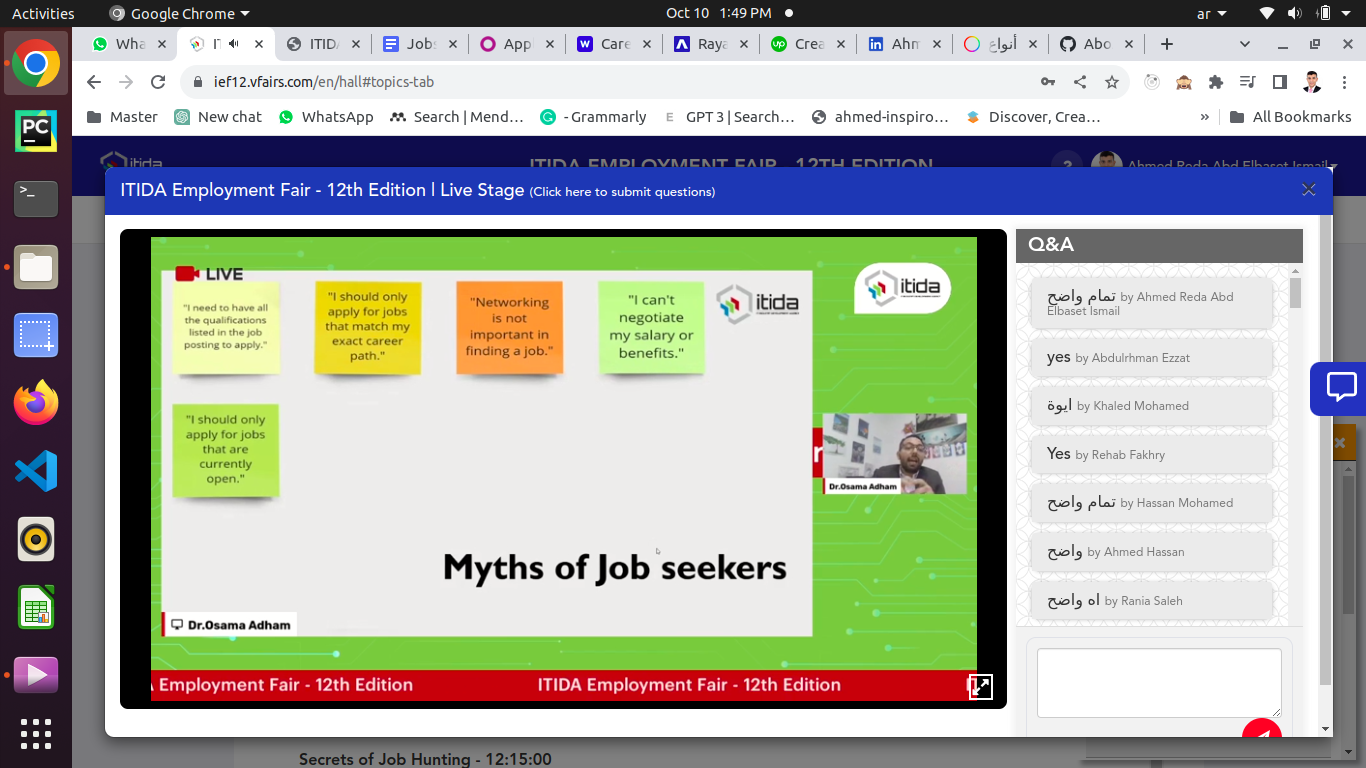 Activities
Google Chrome
Oct 10 1:49 PM
ar
Wha
IT
ITIDA
Jobs
App
Care
Raya
Crea
Ahm
أنواع
Abo
ief12.vfairs.com/en/hall#topics-tab
Master
New chat
WhatsApp
Search | Mend…
- Grammarly
E GPT 3 | Search…
ahmed-inspiro…
Discover, Crea…
»
All Bookmarks
itida
ITIDA EMPLOYMENT FAIR - 12TH EDITION
?
Ahmed Reda Abd Elbaset Ismail
ITIDA Employment Fair - 12th Edition | Live Stage (Click here to submit questions)
LIVE
"I need to have all
the qualifications
listed in the job
posting to apply."
"I should only
apply for jobs
that match my
exact career
path."
"Networking
is not
important in
finding a job."
"I can't
negotiate
my salary or
benefits."
itida
itida
"I should only
apply for jobs
that are
currently
open."
Dr.Osama Adham
Myths of Job seekers
Dr.Osama Adham
Employment Fair - 12th Edition
ITIDA Employment Fair - 12th Edition
Q&A
تمام واضح by Ahmed Reda Abd
Elbaset Ismail
yes by Abdulrhman Ezzat
ايوة by Khaled Mohamed
Yes by Rehab Fakhry
تمام واضح by Hassan Mohamed
واضح by Ahmed Hassan
اه واضح by Rania Saleh
Secrets of Job Hunting - 12:15:00
PC
>_